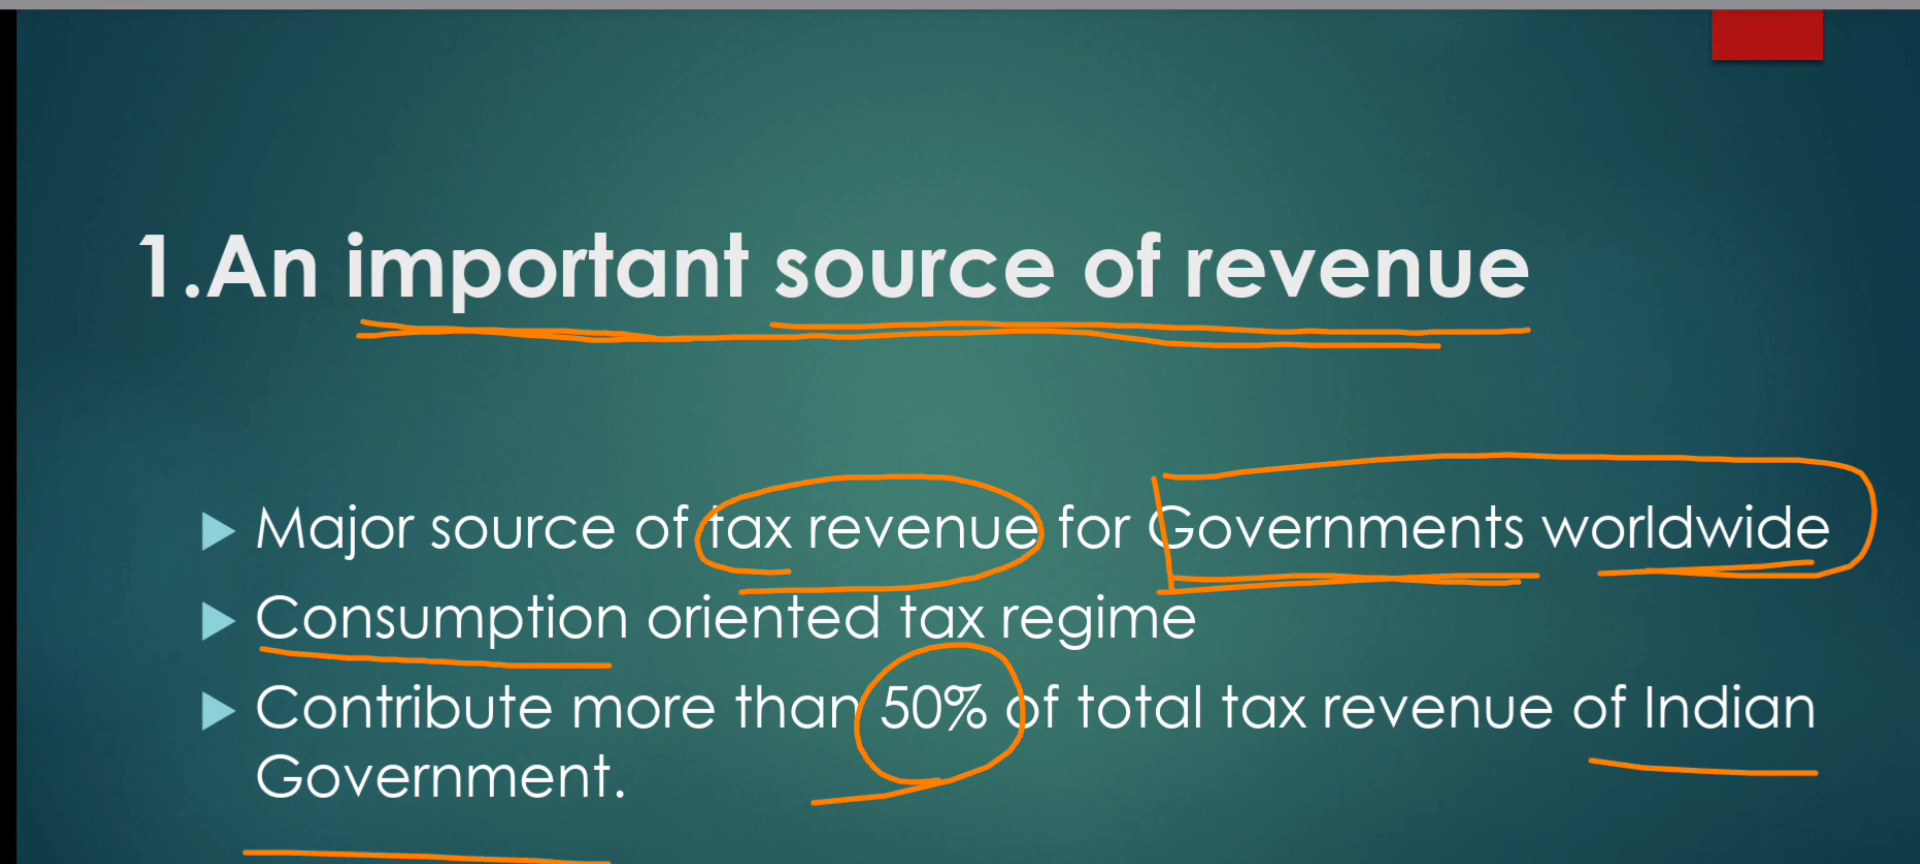 1.An important source of revenue
Major source of tax revenue for Governments worldwide
Consumption oriented tax regime
Contribute more than 50% of total tax revenue of Indian
Government.